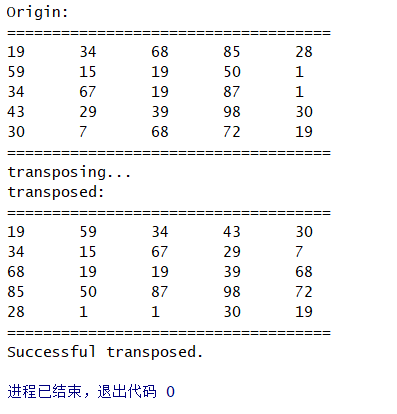 Origin:
====================================
19      34      68      85      28
59      15      19      50      1
34      67      19      87      1
43      29      39      98      30
30      7       68      72      19
====================================
transposing...
transposed:
====================================
19      59      34      43      30
34      15      67      29      7
68      19      19      39      68
85      50      87      98      72
28      1       1       30      19
====================================
Successful transposed.
进程已结束，退出代码 0